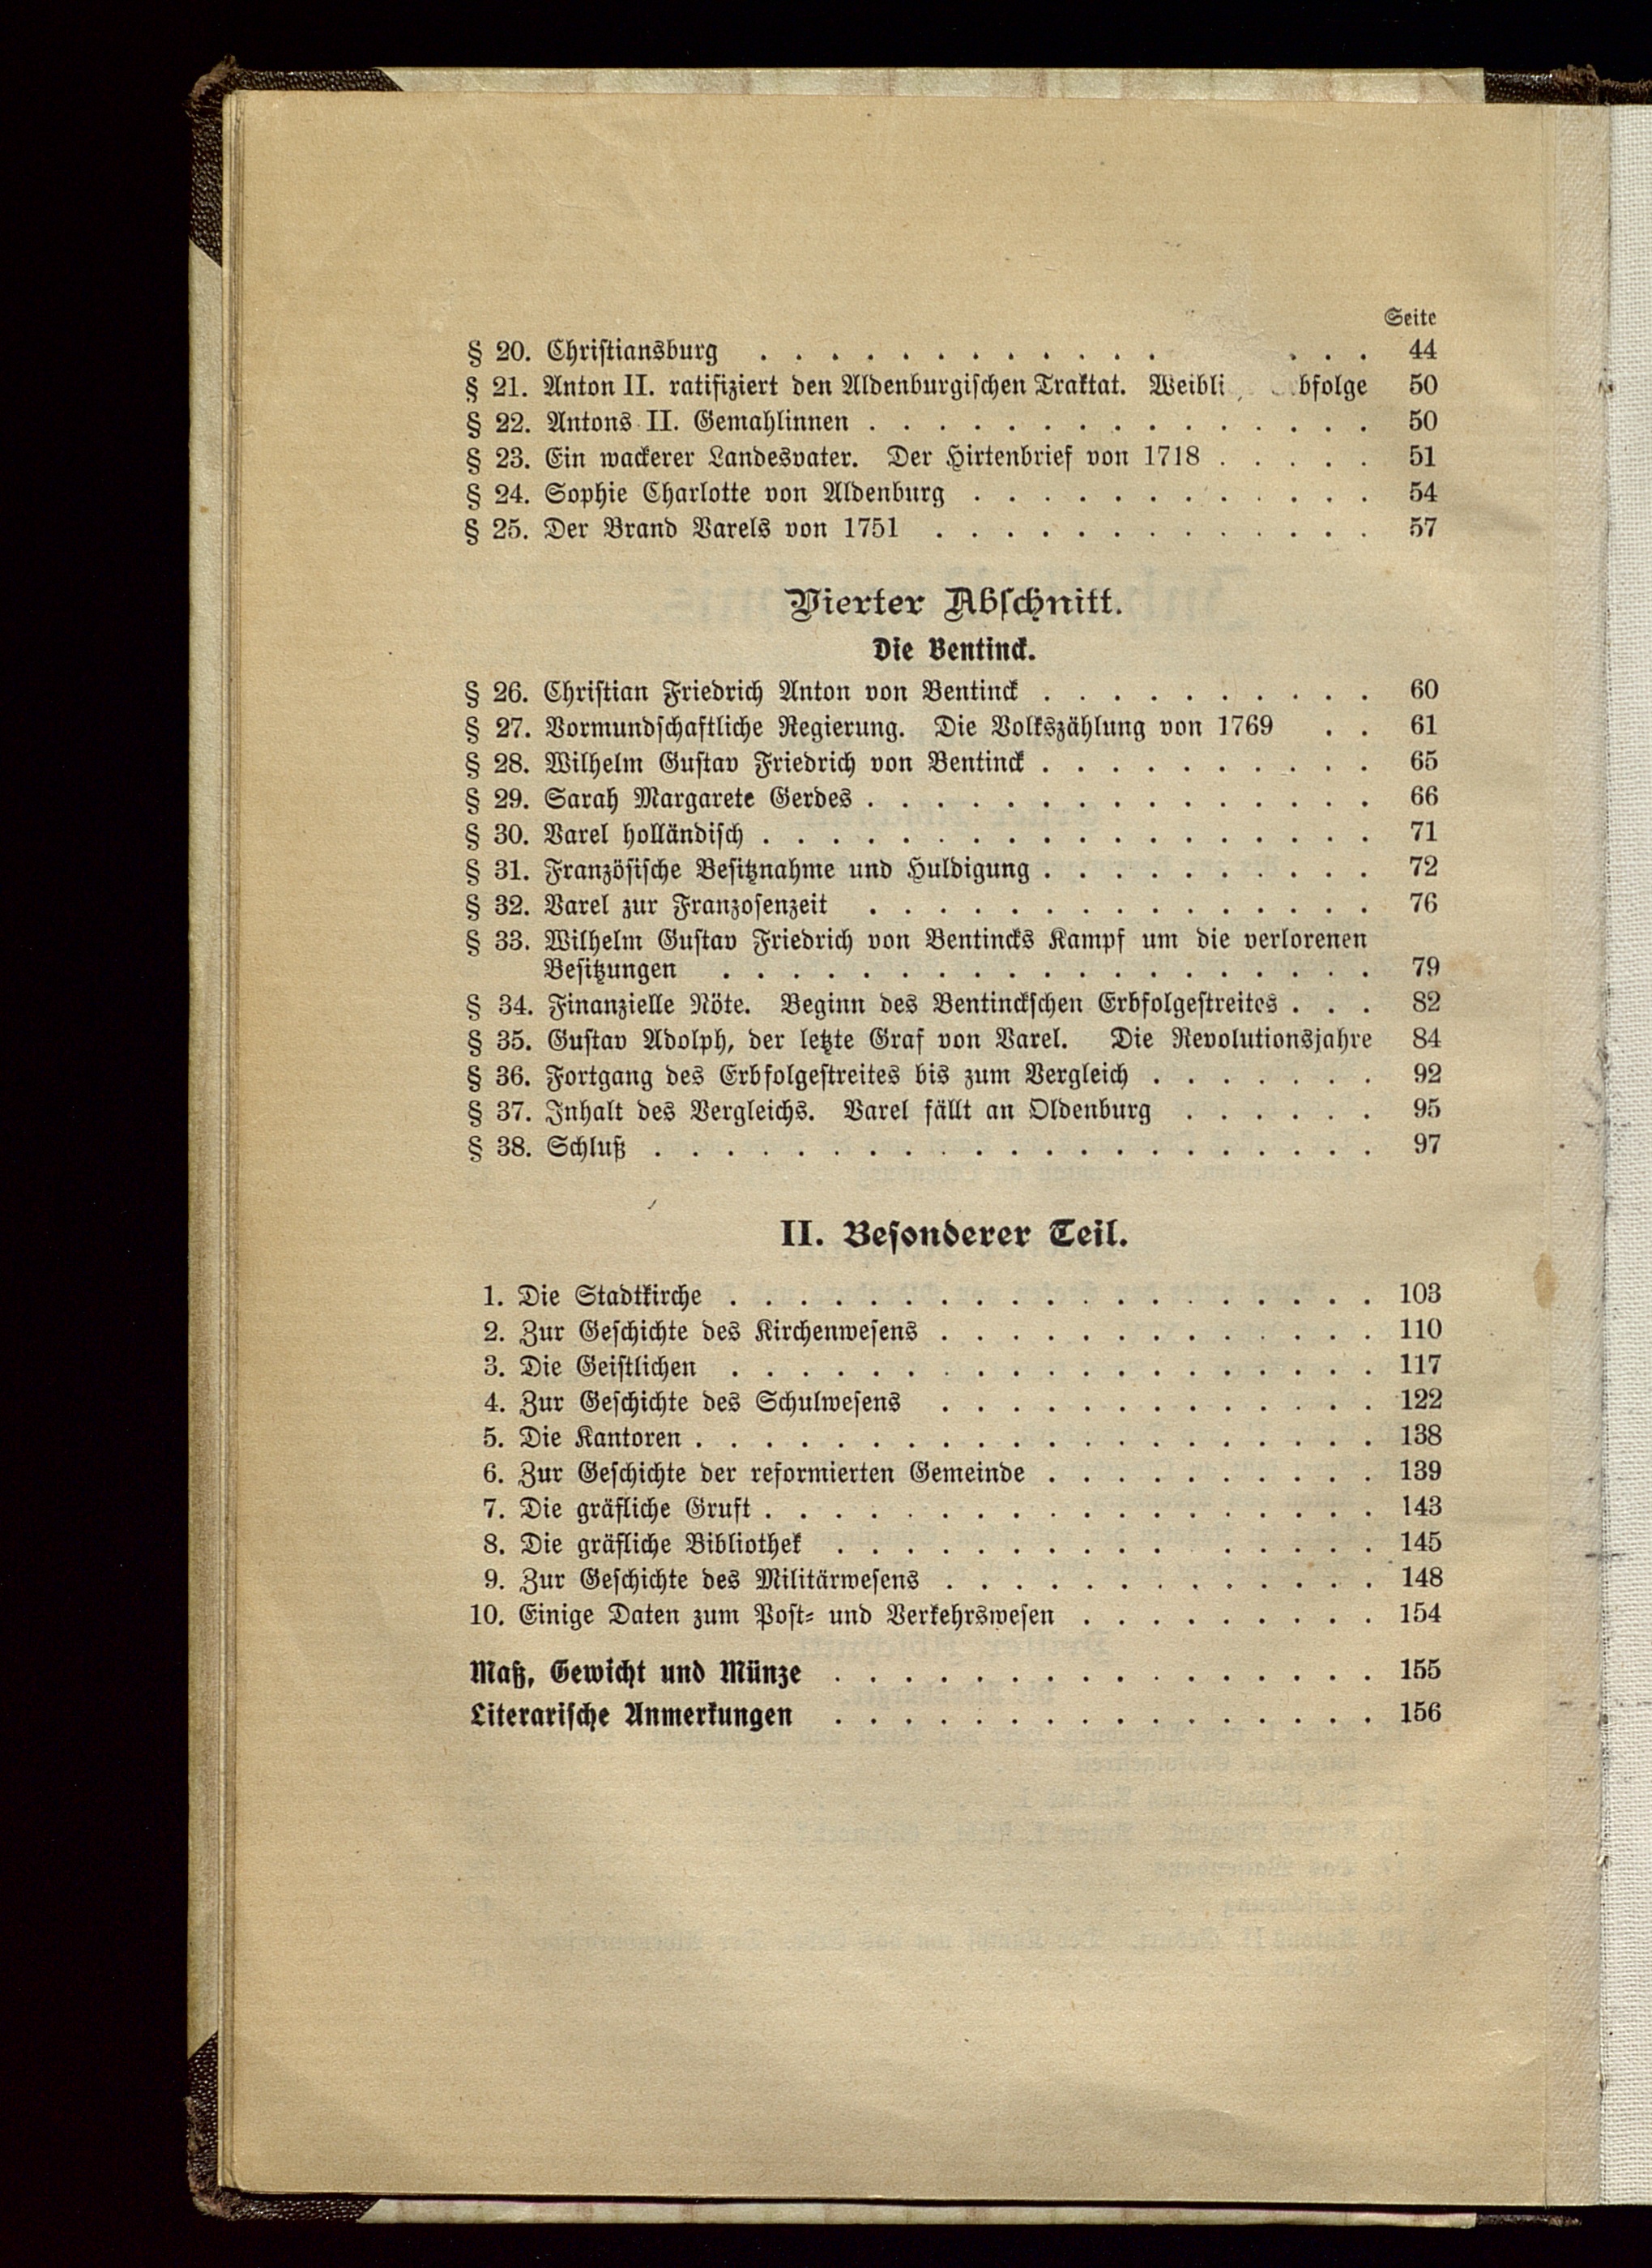 Seite
§ 20. Christiansburg . . . . . . . . . . . . . . . 44
§ 21. Anton II. ratifiziert den Aldenburgischen Traktat. Weibli bfolge 50
§ 22. Antons II. Gemahlinnen . . . . . . . . . . . . . . . 50
§ 23. Ein wackerer Landesvater. Der Hirtenbrief von 1718 . . . . . 51
§ 24. Sophie Charlotte von Aldenburg . . . . . . . . . . . . 54
§ 25. Der Brand Varels von 1751 . . . . . . . . . . . . . 57
Vierter Abschnitt.
Die Bentinck.
§ 26. Christian Friedrich Anton von Bentinck . . . . . . . . . . 60
§ 27. Vormundschaftliche Regierung. Die Volkszählung von 1769 . . 61
§ 28. Wilhelm Gustav Friedrich von Bentinck . . . . . . . . . . 65
§ 29. Sarah Margarete Gerdes . . . . . . . . . . . . . . . 66
§ 30. Varel holländisch . . . . . . . . . . . . . . . . . . 71
§ 31. Französische Besitznahme und Huldigung . . . . . . . . . . 72
§ 32. Varel zur Franzosenzeit . . . . . . . . . . . . . . . 76
§ 33. Wilhelm Gustav Friedrich von Bentincks Kampf um die verlorenen
Besitzungen . . . . . . . . . . . . . . . . . . . 79
§ 34. Finanzielle Nöte. Beginn des Bentinckschen Erbfolgestreites . . . 82
§ 35. Gustav Adolph, der letzte Graf von Varel. Die Revolutionsjahre 84
§ 36. Fortgang des Erbfolgestreites bis zum Vergleich . . . . . . . 92
§ 37. Inhalt des Vergleichs. Varel fällt an Oldenburg . . . . . . 95
§ 38. Schluß . . . . . . . . . . . . . . . . . . . . . 97
II. Besonderer Teil.
1. Die Stadtkirche . . . . . . . . . . . . . . . . . . . 103
2. Zur Geschichte des Kirchenwesens . . . . . . . . . . . . . 110
3. Die Geistlichen . . . . . . . . . . . . . . . . . . . 117
4. Zur Geschichte des Schulwesens . . . . . . . . . . . . . 122
5. Die Kantoren . . . . . . . . . . . . . . . . . . . . 138
6. Zur Geschichte der reformierten Gemeinde . . . . . . . . . . 139
7. Die gräfliche Gruft . . . . . . . . . . . . . . . . . . 143
8. Die gräfliche Bibliothek . . . . . . . . . . . . . . . 145
9. Zur Geschichte des Militärwesens . . . . . . . . . . . . . 148
10. Einige Daten zum Post- und Verkehrswesen . . . . . . . . . 154
Maß, Gewicht und Münze . . . . . . . . . . . . . . . . 155
Literarische Anmerkungen . . . . . . . . . . . . . . . . 156